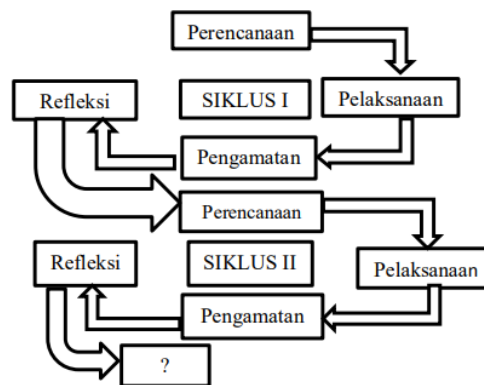 Perencanaan
Refleksi
SIKLUS I
Pelaksanaan
Pengamatan
Perencanaan
Refleksi
SIKLUS II
Pelaksanaan
Pengamatan
?